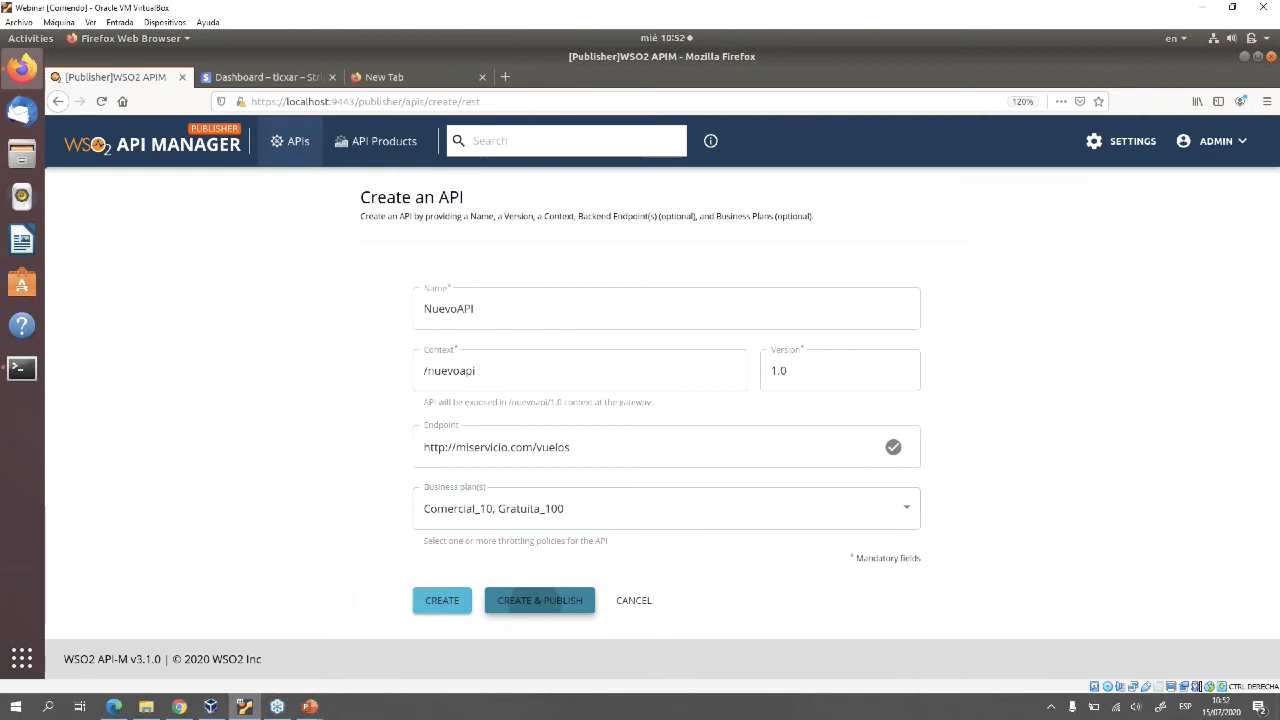 Webinar [Corriendo] - Oracle VM VirtualBox
Archivo Máquina Ver Entrada Dispositivos Ayuda
Activities Firefox Web Browser mié 10:52 en
[Publisher]WSO2 APIM - Mozilla Firefox
[Publisher]WSO2 APIM Dashboard – ticxar – Stri New Tab
https://localhost:9443/publisher/apis/create/rest 120%
PUBLISHER
WSO2 API MANAGER APIs API Products Search SETTINGS ADMIN
Create an API
Create an API by providing a Name, a Version, a Context, Backend Endpoint(s) (optional), and Business Plans (optional).
Name*
NuevoAPI
Context* Version*
/nuevoapi 1.0
API will be exposed in /nuevoapi/1.0 context at the gateway
Endpoint
http://miservicio.com/vuelos
Business plan(s)
Comercial_10, Gratuita_100
Select one or more throttling policies for the API
* Mandatory fields
CREATE CREATE & PUBLISH CANCEL
WSO2 API-M v3.1.0 | © 2020 WSO2 Inc
CTRL DERECHA
ESP 10:52
15/07/2020